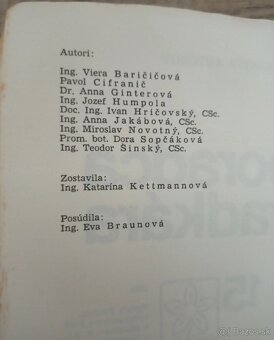 Autori:
Ing. Viera Baričičová
Pavol Cifranič
Dr. Anna Ginterová
Ing. Jozef Humpola
Doc. Ing. Ivan Hričovský, CSc.
Ing. Anna Jakábová, CSc.
Ing. Miroslav Novotný, CSc.
Prom. bot. Dora Sopčáková
Ing. Teodor Šinský, CSc.
Zostavila:
Ing. Katarína Kettmannová
Posúdila:
Ing. Eva Braunová